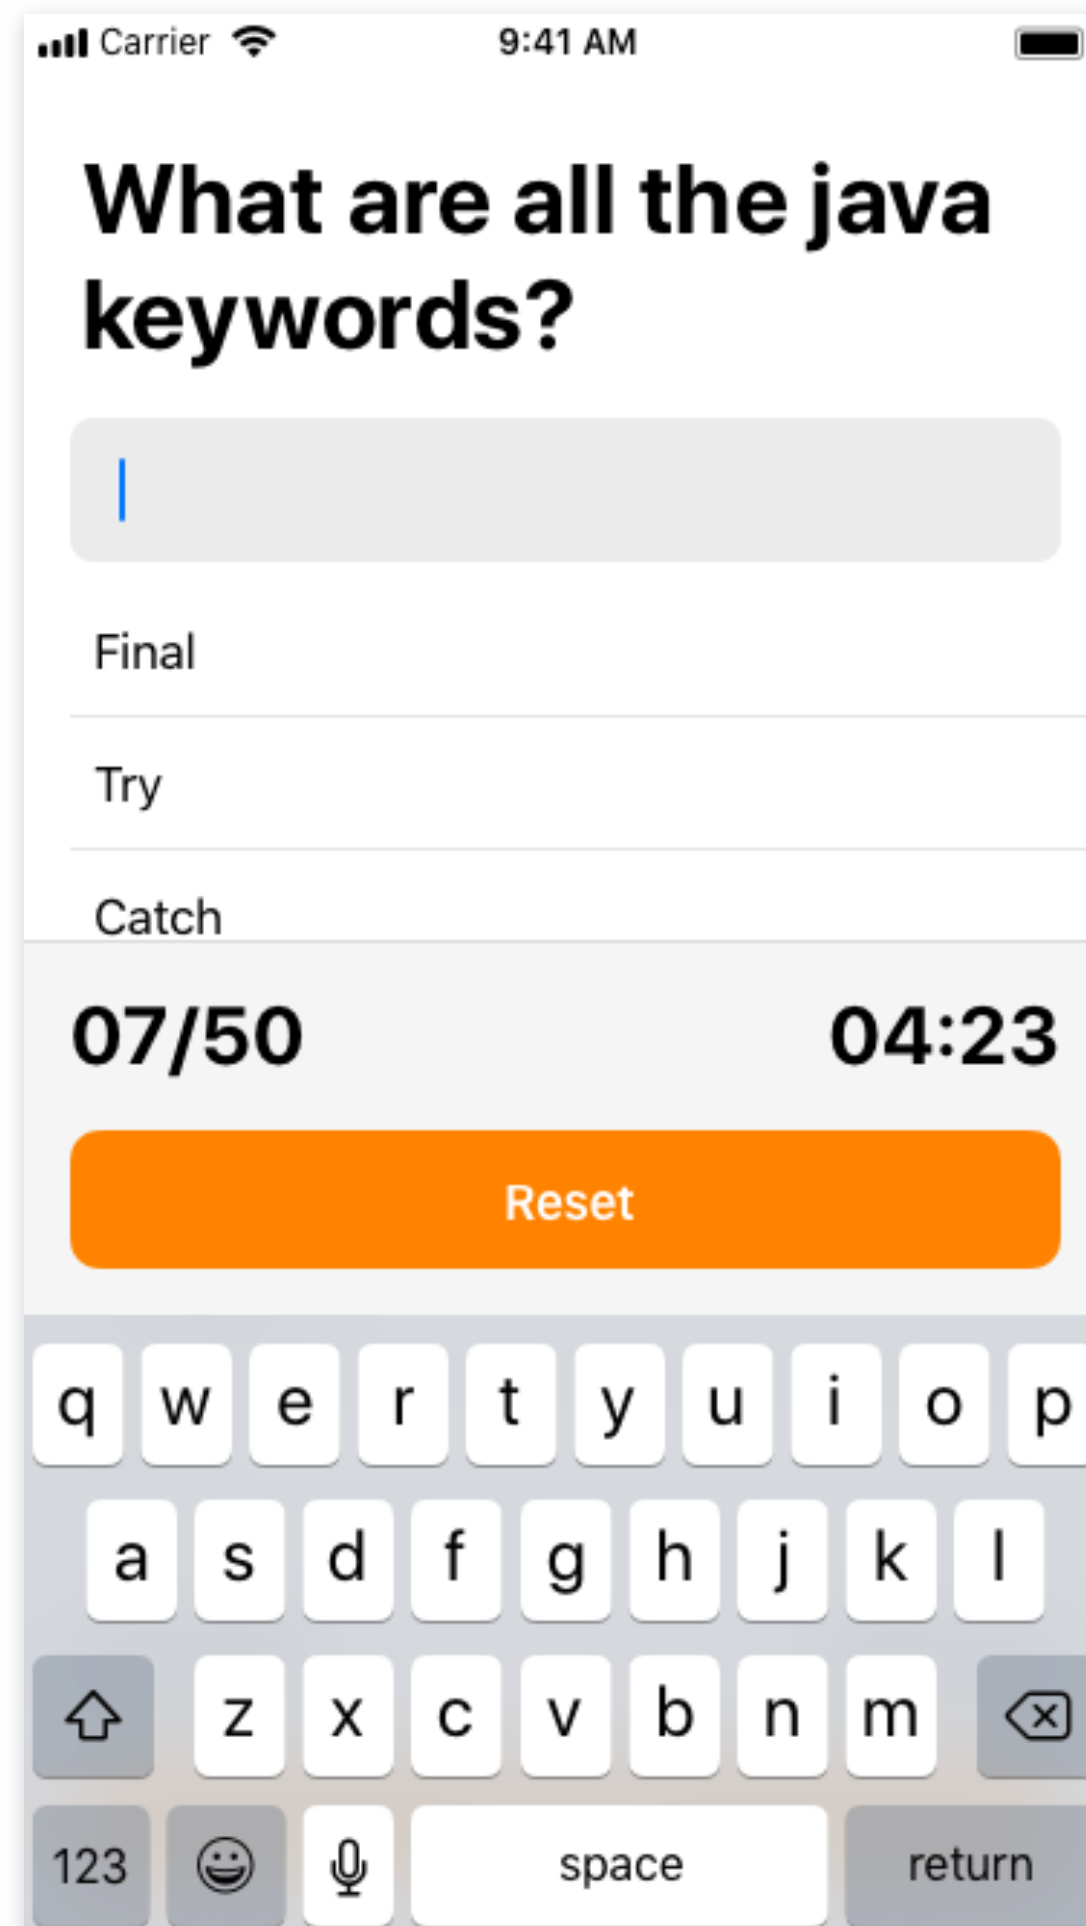 Carrier 9:41 AM
What are all the java
keywords?
Final
Try
Catch
07/50 04:23
Reset
q w e r t y u i o p
a s d f g h j k l
z x c v b n m
123 space return